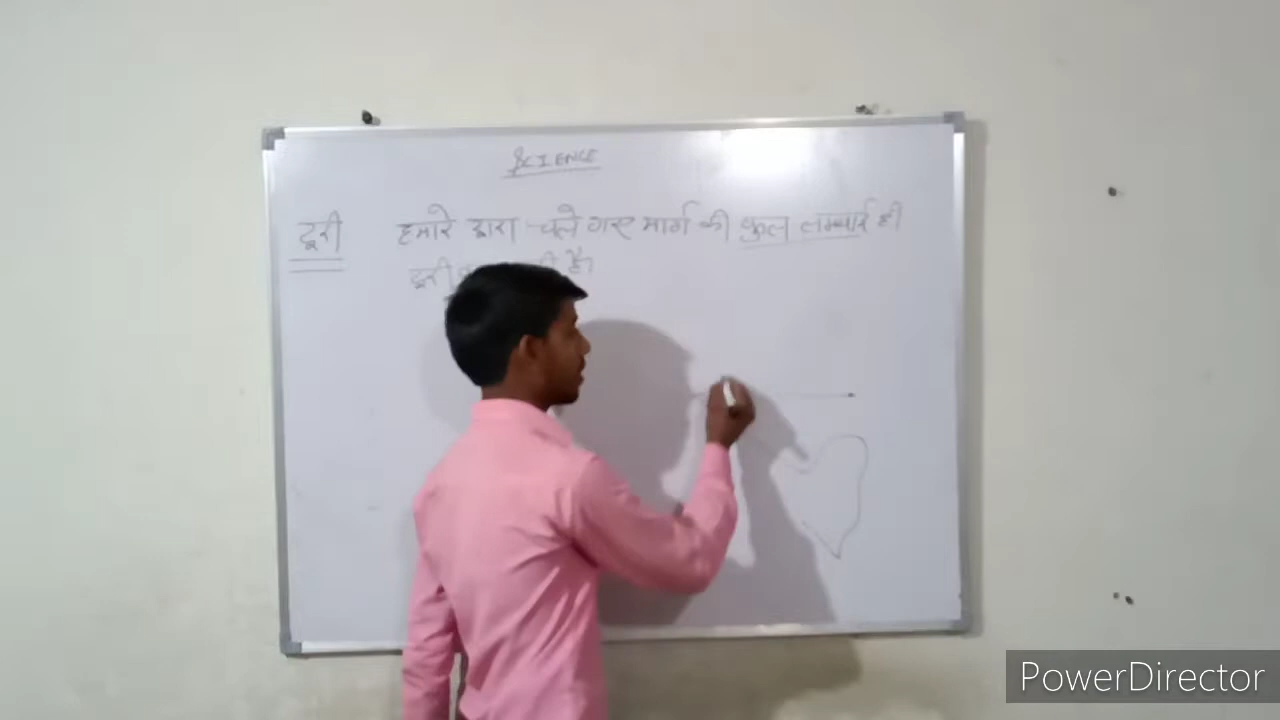 SCIENCE
दूरी हमारे द्वारा चले गए मार्ग की कुल लम्बाई ही
दूरी है।
PowerDirector